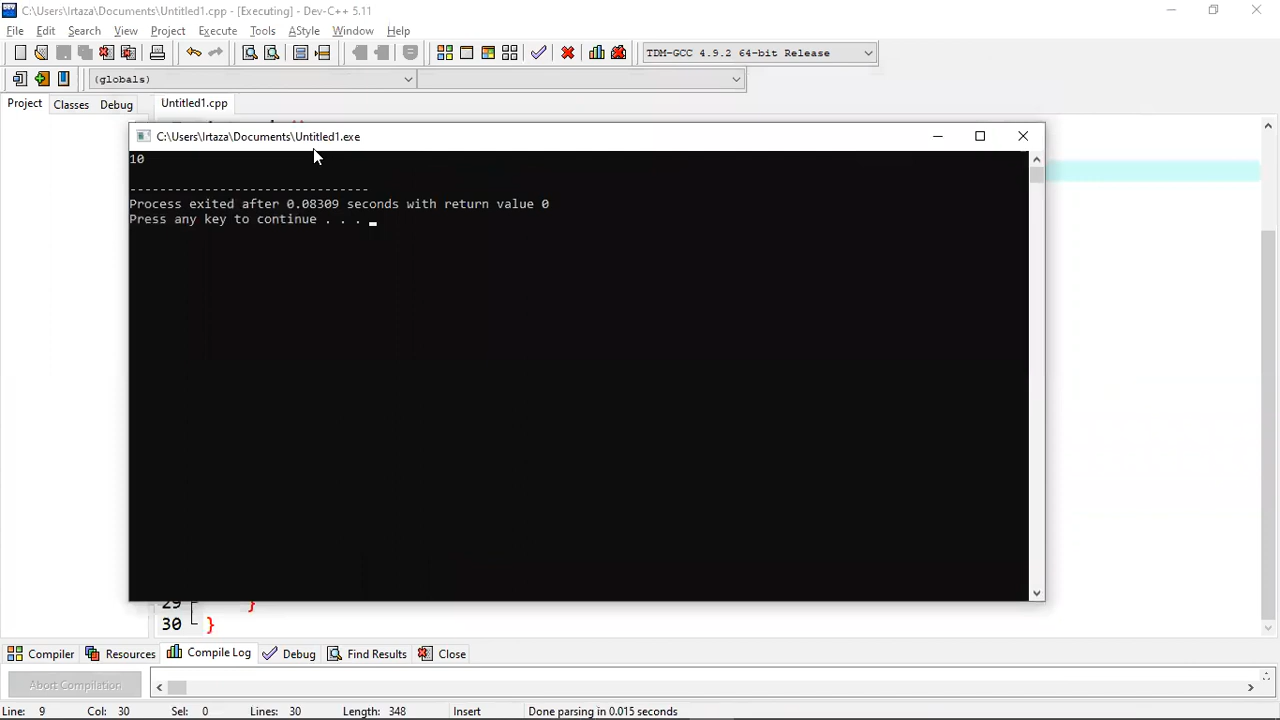 C:\Users\Irtaza\Documents\Untitled1.cpp - [Executing] - Dev-C++ 5.11
File Edit Search View Project Execute Tools AStyle Window Help
TDM-GCC 4.9.2 64-bit Release
(globals)
Project Classes Debug Untitled1.cpp
C:\Users\Irtaza\Documents\Untitled1.exe
10
--------------------------------
Process exited after 0.08309 seconds with return value 0
Press any key to continue . . .
29 }
30 }
Compiler Resources Compile Log Debug Find Results Close
Abort Compilation
Line: 9 Col: 30 Sel: 0 Lines: 30 Length: 348 Insert Done parsing in 0.015 seconds